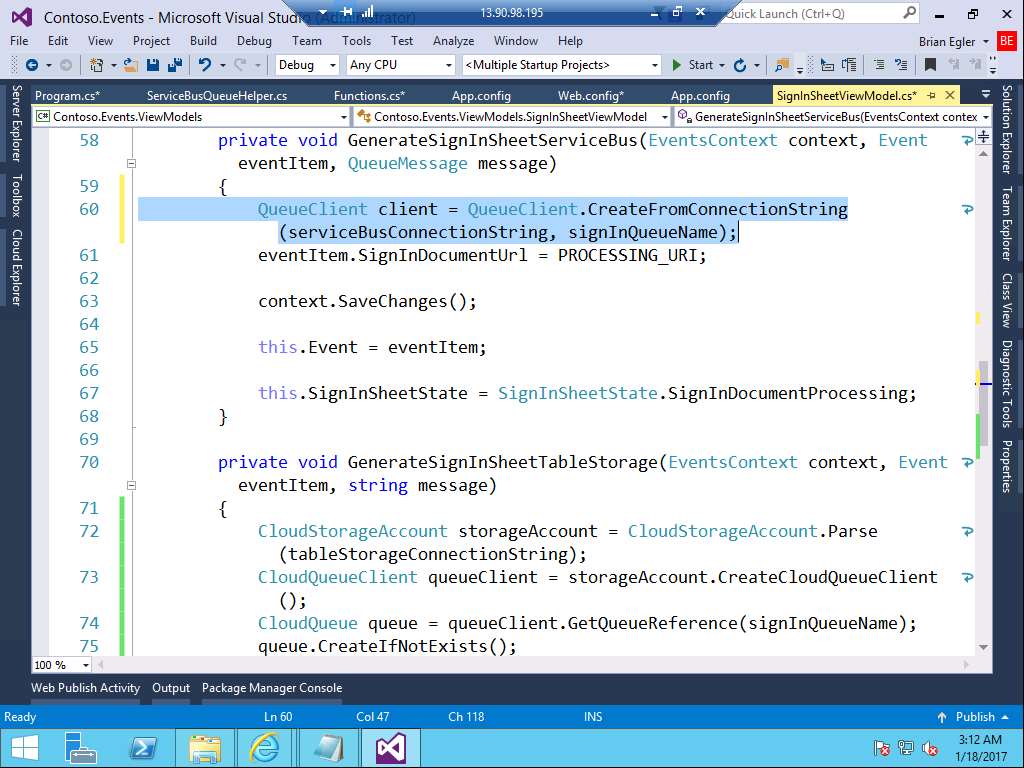 Contoso.Events - Microsoft Visual Studio (Administrator)
13.90.98.195
Quick Launch (Ctrl+Q)
File Edit View Project Build Debug Team Tools Test Analyze Window Help
Brian Egler BE
Debug Any CPU <Multiple Startup Projects> Start
Program.cs* ServiceBusQueueHelper.cs Functions.cs* App.config Web.config* App.config SignInSheetViewModel.cs*
C# Contoso.Events.ViewModels Contoso.Events.ViewModels.SignInSheetViewModel GenerateSignInSheetServiceBus(EventsContext contex
Server Explorer
Toolbox
Cloud Explorer
58 private void GenerateSignInSheetServiceBus(EventsContext context, Event
eventItem, QueueMessage message)
59 {
60 QueueClient client = QueueClient.CreateFromConnectionString
(serviceBusConnectionString, signInQueueName);
61 eventItem.SignInDocumentUrl = PROCESSING_URI;
62
63 context.SaveChanges();
64
65 this.Event = eventItem;
66
67 this.SignInSheetState = SignInSheetState.SignInDocumentProcessing;
68 }
69
70 private void GenerateSignInSheetTableStorage(EventsContext context, Event
eventItem, string message)
71 {
72 CloudStorageAccount storageAccount = CloudStorageAccount.Parse
(tableStorageConnectionString);
73 CloudQueueClient queueClient = storageAccount.CreateCloudQueueClient
();
74 CloudQueue queue = queueClient.GetQueueReference(signInQueueName);
75 queue.CreateIfNotExists();
Solution Explorer
Team Explorer
Class View
Diagnostic Tools
Properties
100 %
Web Publish Activity Output Package Manager Console
Ready Ln 60 Col 47 Ch 118 INS Publish
3:12 AM
1/18/2017